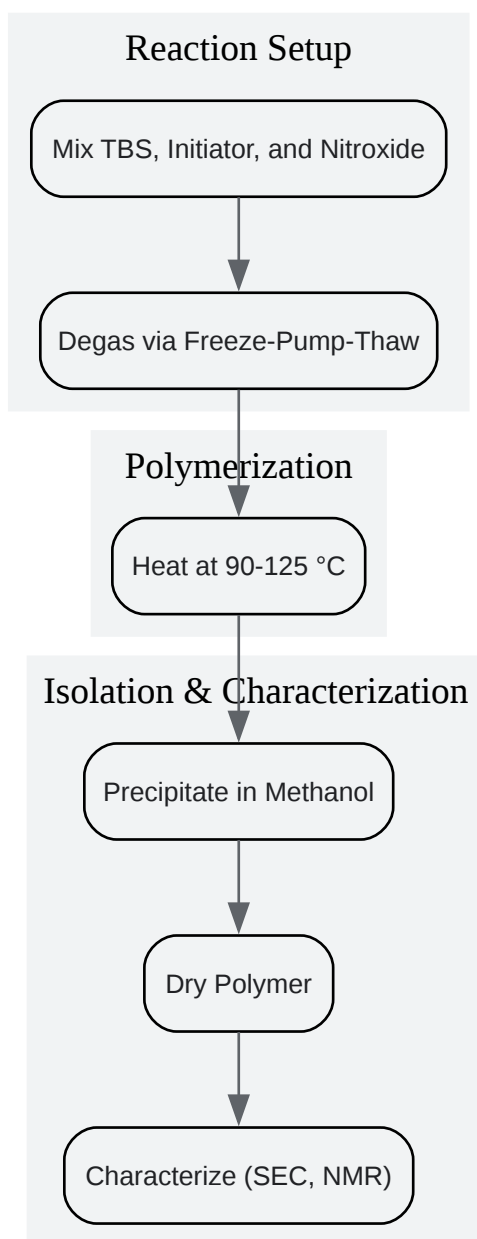 Reaction Setup
Mix TBS, Initiator, and Nitroxide
Degas via Freeze-Pump-Thaw
Polymerization
Heat at 90-125 °C
Isolation & Characterization
Precipitate in Methanol
Dry Polymer
Characterize (SEC, NMR)